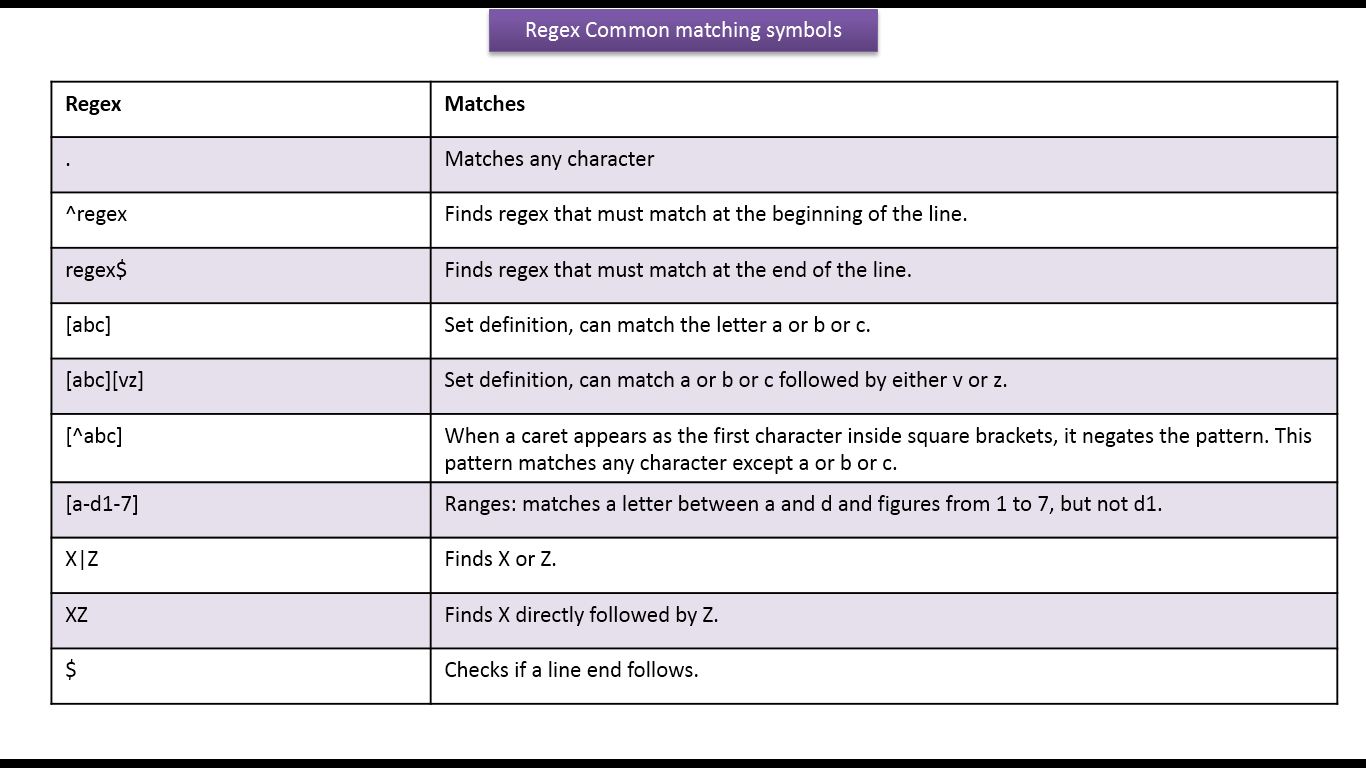 Regex Common matching symbols
Regex Matches
. Matches any character
^regex Finds regex that must match at the beginning of the line.
regex$ Finds regex that must match at the end of the line.
[abc] Set definition, can match the letter a or b or c.
[abc][vz] Set definition, can match a or b or c followed by either v or z.
[^abc] When a caret appears as the first character inside square brackets, it negates the pattern. This
pattern matches any character except a or b or c.
[a-d1-7] Ranges: matches a letter between a and d and figures from 1 to 7, but not d1.
X|Z Finds X or Z.
XZ Finds X directly followed by Z.
$ Checks if a line end follows.